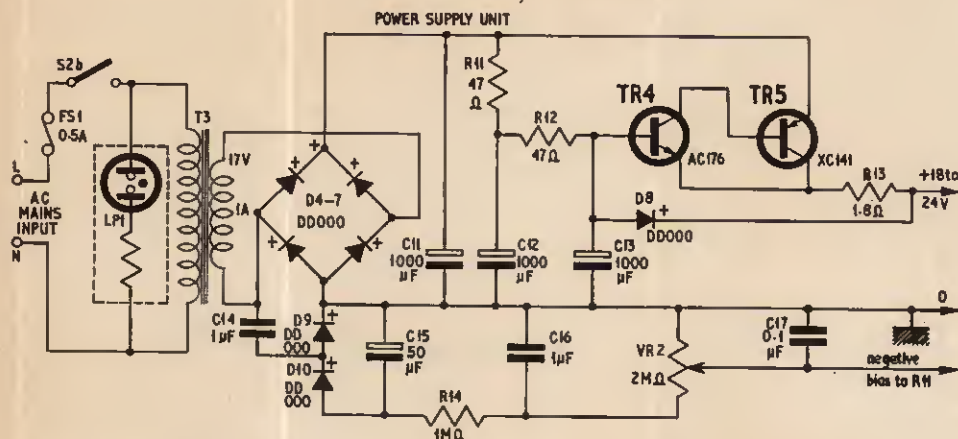 POWER SUPPLY UNIT
S2b
FS1
0·5A
L
AC
MAINS
INPUT
N
LP1
T3
17V
1A
D4-7
DD000
R11
47
Ω
R12
47Ω
TR4
AC176
TR5
XC141
R13
1·8Ω
+18to
24V
D8
DD000
C11
1000
μF
C12
1000
μF
C13
1000
μF
C14
1μF
D9
DD
000
D10
DD
000
C15
50
μF
C16
1μF
R14
1MΩ
VR2
2MΩ
C17
0·1
μF
0
negative
bias to R11